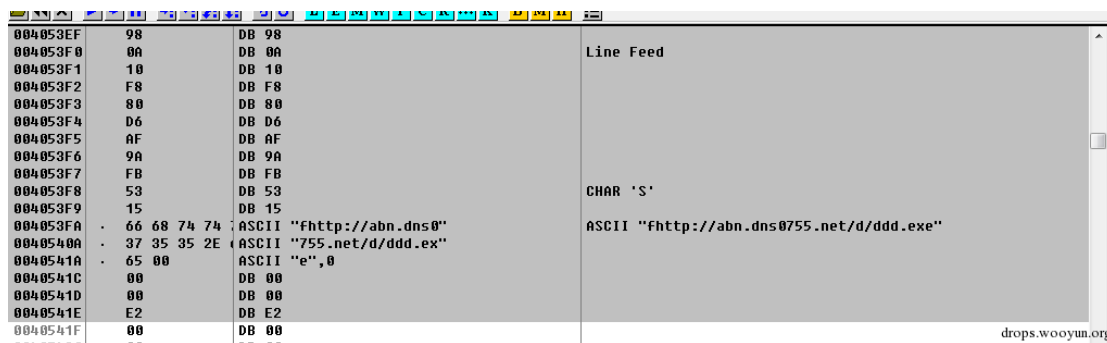 L E M W T C R ... K B M H
004053EF 98 DB 98
004053F0 0A DB 0A Line Feed
004053F1 10 DB 10
004053F2 F8 DB F8
004053F3 80 DB 80
004053F4 D6 DB D6
004053F5 AF DB AF
004053F6 9A DB 9A
004053F7 FB DB FB
004053F8 53 DB 53 CHAR 'S'
004053F9 15 DB 15
004053FA . 66 68 74 74 ASCII "fhttp://abn.dns0" ASCII "fhttp://abn.dns0755.net/d/ddd.exe"
0040540A . 37 35 35 2E ASCII "755.net/d/ddd.ex"
0040541A . 65 00 ASCII "e",0
0040541C 00 DB 00
0040541D 00 DB 00
0040541E E2 DB E2
0040541F 00 DB 00
drops.wooyun.org